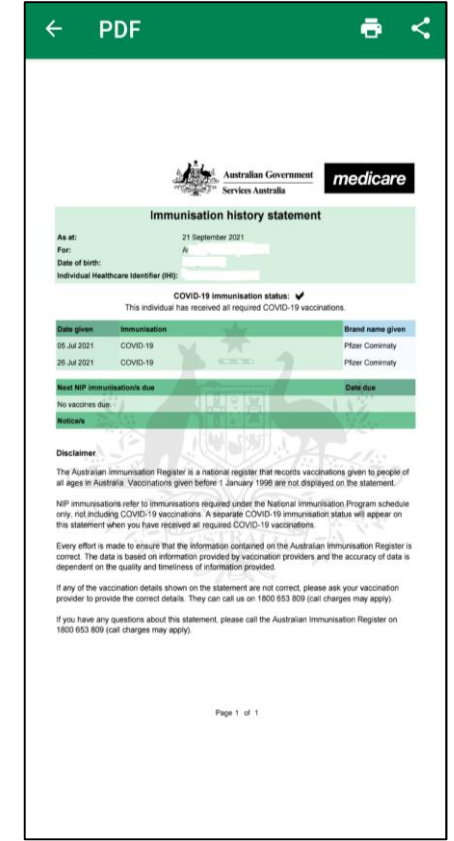 PDF
Australian Government
Services Australia
medicare
Immunisation history statement
As at: 21 September 2021
For: A
Date of birth:
Individual Healthcare Identifier (IHI):
COVID-19 immunisation status: ✔
This individual has received all required COVID-19 vaccinations.
Date given Immunisation Brand name given
05 Jul 2021 COVID-19 Pfizer Comirnaty
26 Jul 2021 COVID-19 Pfizer Comirnaty
Next NIP immunisation/s due Date due
No vaccines due.
Notice/s
Disclaimer
The Australian Immunisation Register is a national register that records vaccinations given to people of
all ages in Australia. Vaccinations given before 1 January 1996 are not displayed on the statement.
NIP immunisations refer to immunisations required under the National Immunisation Program schedule
only, not including COVID-19 vaccinations. A separate COVID-19 immunisation status will appear on
this statement when you have received all required COVID-19 vaccinations.
Every effort is made to ensure that the information contained on the Australian Immunisation Register is
correct. The data is based on information provided by vaccination providers and the accuracy of data is
dependent on the quality and timeliness of information provided.
If any of the vaccination details shown on the statement are not correct, please ask your vaccination
provider to provide the correct details. They can call us on 1800 653 809 (call charges may apply).
If you have any questions about this statement, please call the Australian Immunisation Register on
1800 653 809 (call charges may apply).
AUSTRALIA
Page 1 of 1